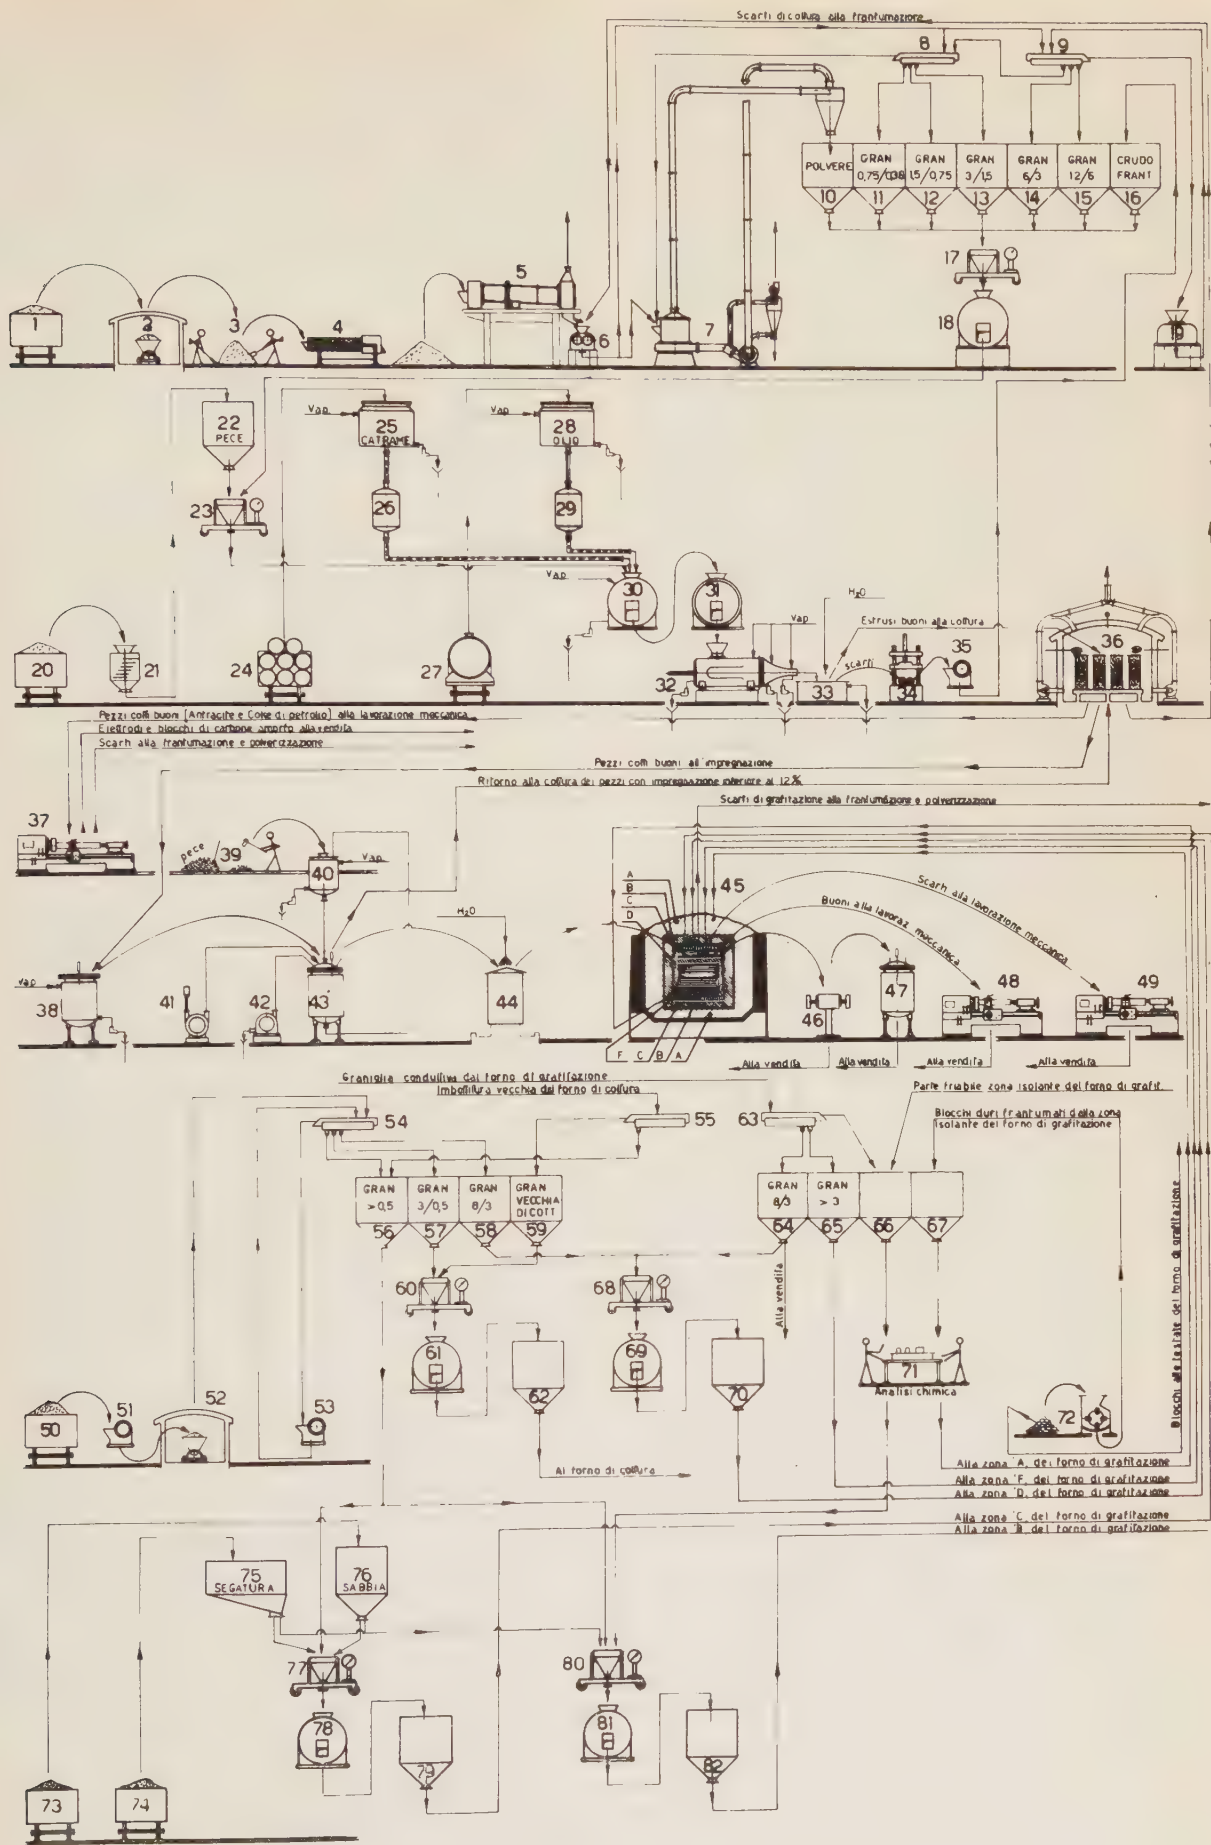 Scarti di cottura alla frantumazione
8
9
POLVERE
10
GRAN
0,75/0,38
11
GRAN
1,5/0,75
12
GRAN
3/1,5
13
GRAN
6/3
14
GRAN
12/6
15
CRUDO
FRANT
16
17
18
19
1
2
3
4
5
6
7
22
PECE
23
Vap
25
CATRAME
26
Vap
28
OLIO
29
Vap
30
31
H₂O
Vap
Estrusi buoni alla cottura
scarti
20
21
24
27
32
33
34
35
36
Pezzi cotti buoni [Antracite e Coke di petrolio] alla lavorazione meccanica
Elettrodi e blocchi di carbone amorfo alla vendita
Scarti alla frantumazione e polverizzazione
Pezzi cotti buoni all'impregnazione
Ritorno alla cottura dei pezzi con impregnazione inferiore al 12%
Scarti di grafitazione alla frantumazione e polverizzazione
37
pece
39
40
Vap
H₂O
Vap
38
41
42
43
44
A
B
C
D
45
F C B A
Scarti alla lavorazione meccanica
Buoni alla lavoraz meccanica
46
47
48
49
Alla vendita
Alla vendita
Alla vendita
Alla vendita
Graniglia conduttiva dal forno di grafitazione
Imbottitura vecchia dal forno di cottura
Parte friabile zona isolante del forno di grafit.
Blocchi duri frantumati dalla zona
isolante del forno di grafitazione
54
55
63
GRAN
>0,5
56
GRAN
3/0,5
57
GRAN
8/3
58
GRAN
VECCHIA
DI COTT
59
GRAN
8/3
64
GRAN
> 3
65
66
67
60
68
Alla vendita
61
62
69
70
71
Analisi chimica
72
Blocchi alle testate del forno di grafitazione
50
51
52
53
Al forno di cottura
Alla zona 'A, del forno di grafitazione
Alla zona 'F, del forno di grafitazione
Alla zona 'D, del forno di grafitazione
Alla zona 'C, del forno di grafitazione
Alla zona 'B, del forno di grafitazione
75
SEGATURA
76
SABBIA
77
80
78
79
81
82
73
74